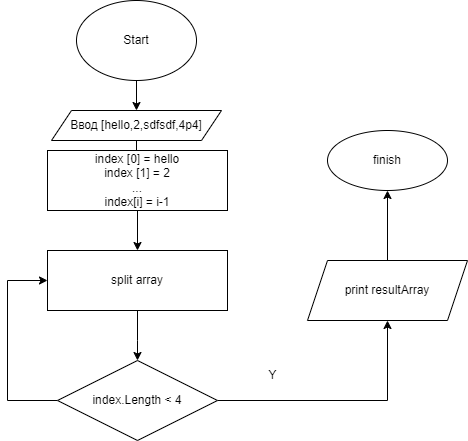 Start
Ввод [hello,2,sdfsdf,4p4]
index [0] = hello
index [1] = 2
...
index[i] = i-1
split array
index.Length < 4
Y
print resultArray
finish